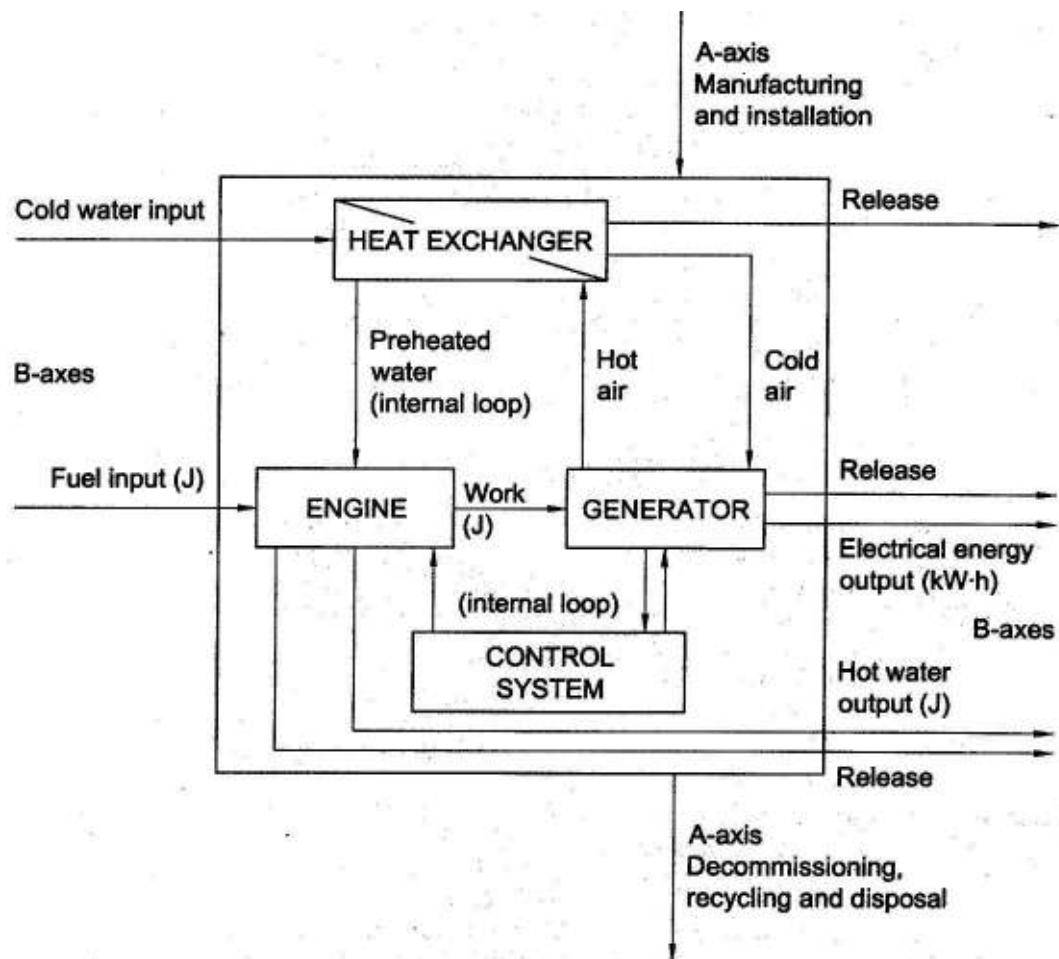 A-axis
Manufacturing
and installation
Cold water input
Release
HEAT EXCHANGER
Preheated
water
(internal loop)
Hot
air
Cold
air
B-axes
Fuel input (J)
ENGINE
Work
(J)
GENERATOR
Release
Electrical energy
output (kW·h)
(internal loop)
B-axes
CONTROL
SYSTEM
Hot water
output (J)
Release
A-axis
Decommissioning,
recycling and disposal